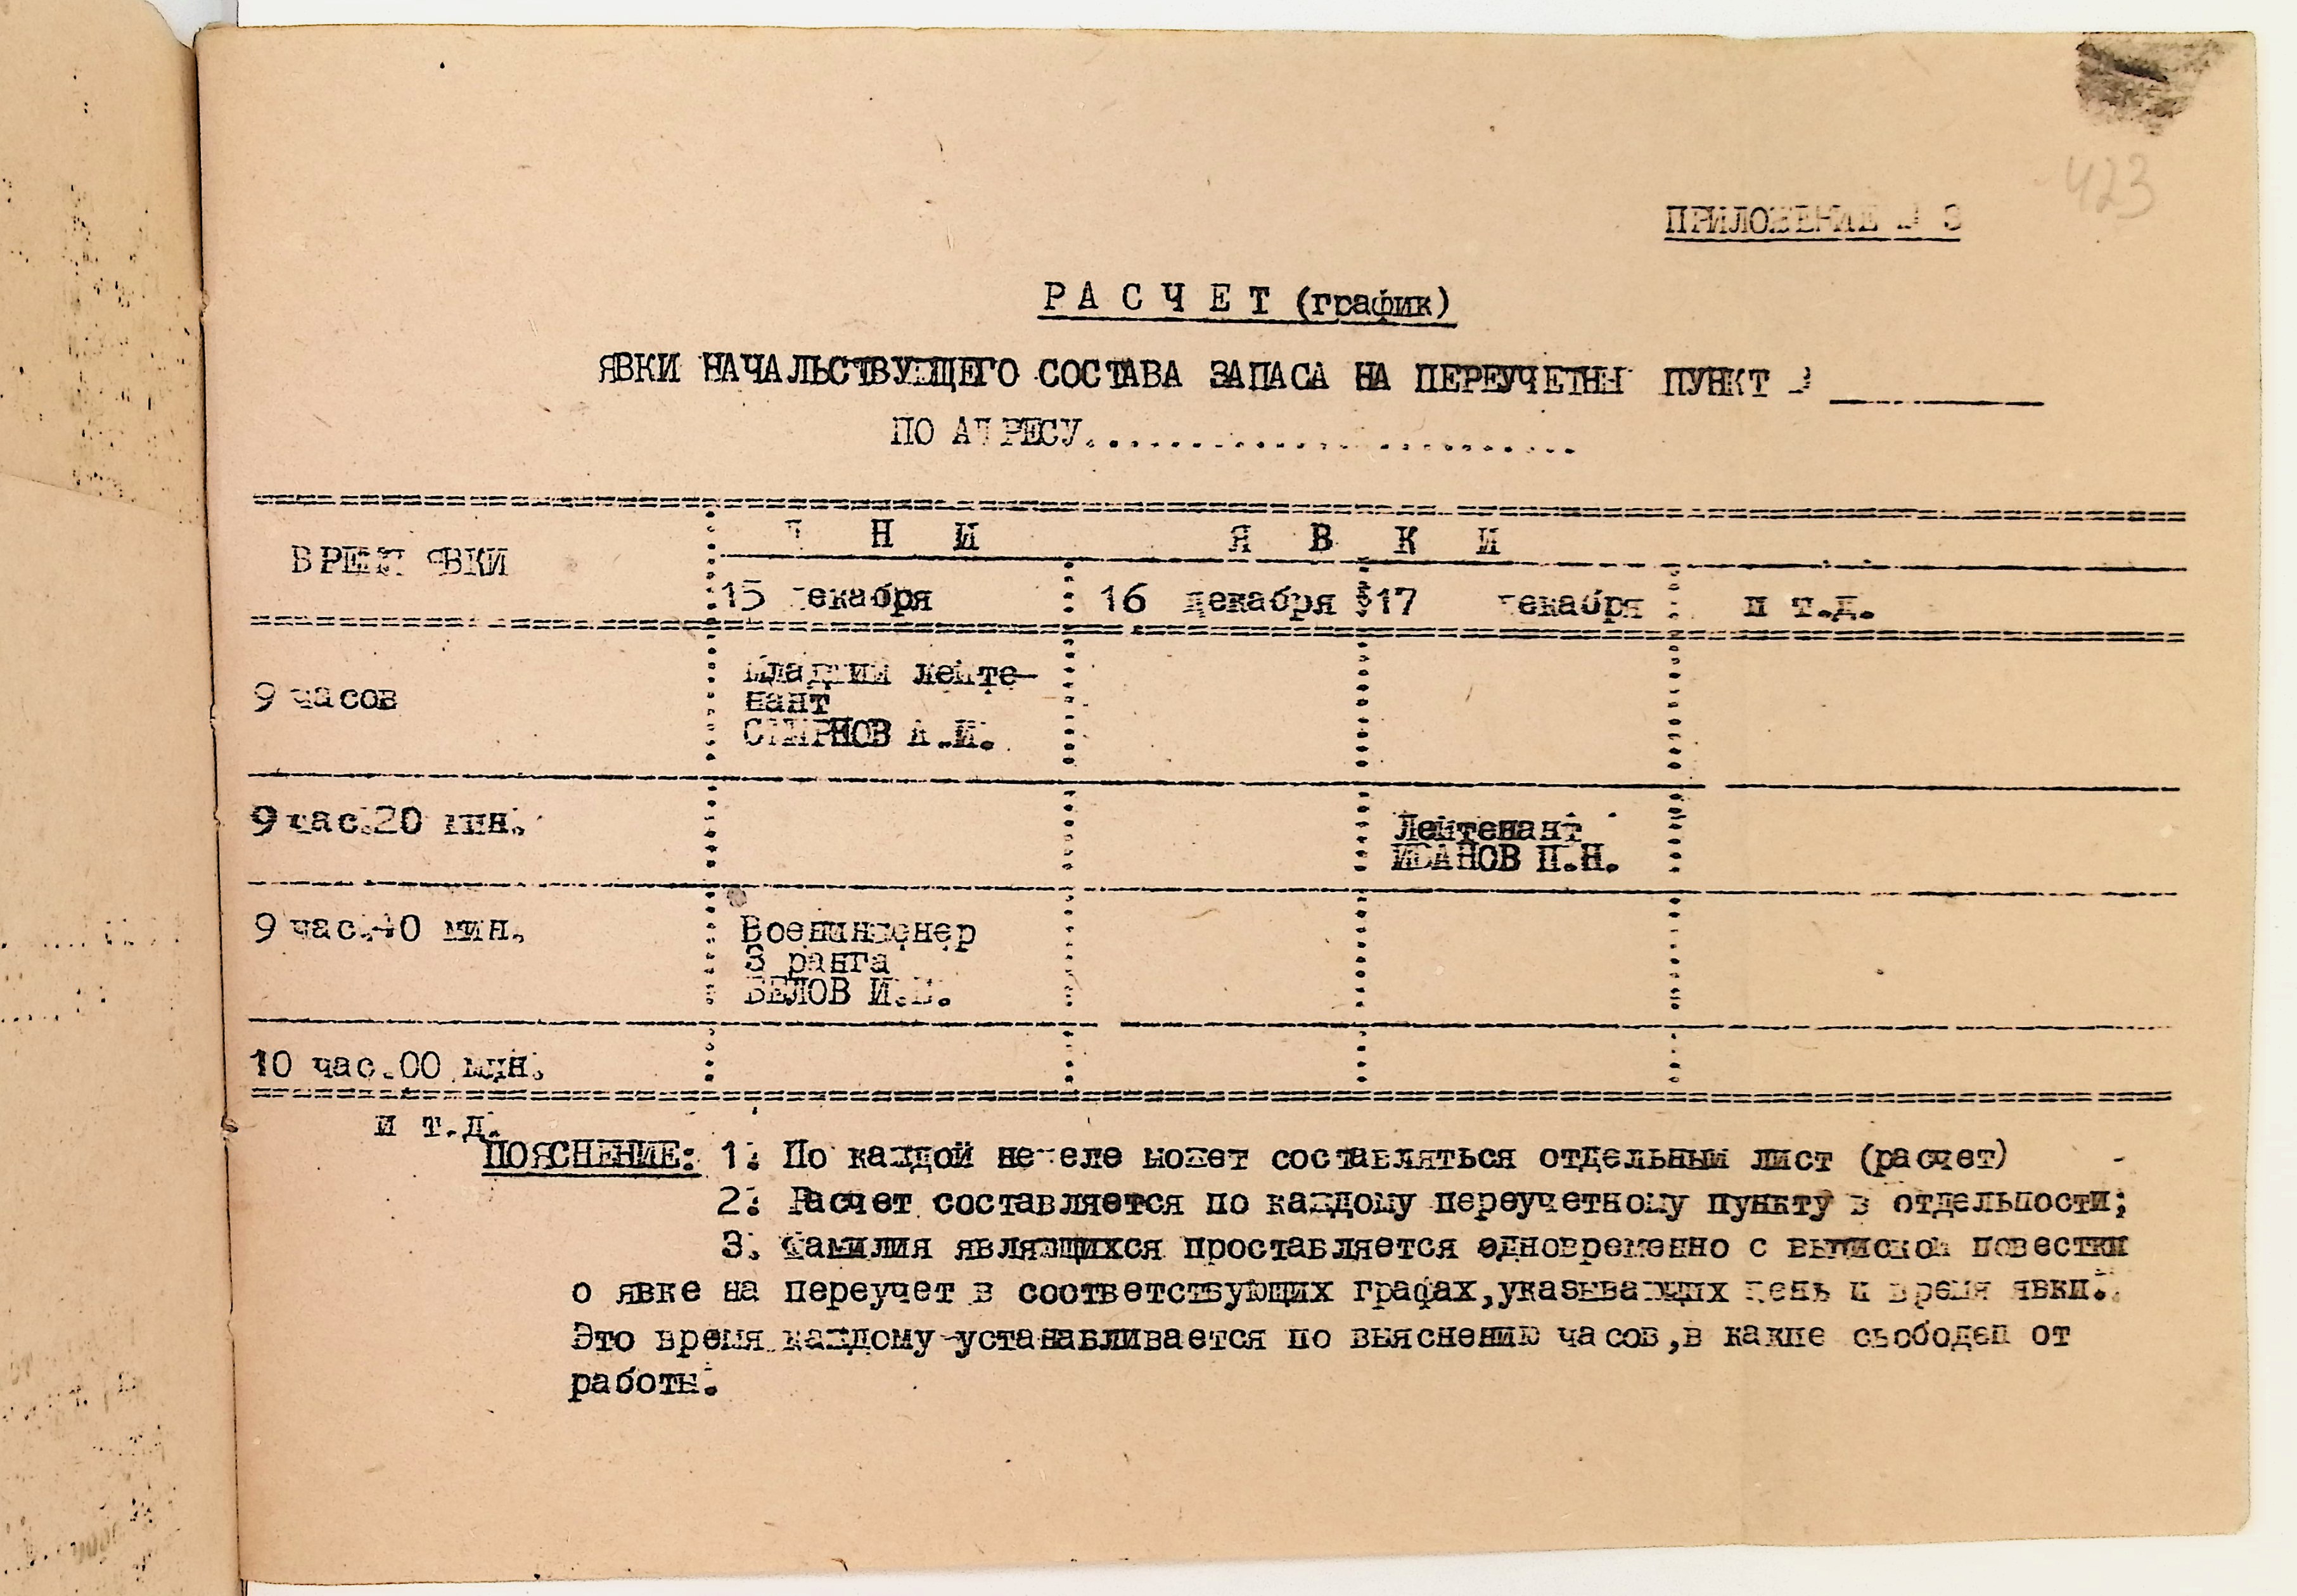 423
ПРИЛОЖЕНИЕ № 3
Р А С Ч Е Т (график)
ЯВКИ НАЧАЛЬСТВУЮЩЕГО СОСТАВА ЗАПАСА НА ПЕРЕУЧЕТНЫЙ ПУНКТ № ________
ПО АДРЕСУ..........................
ВРЕМЯ ЯВКИ
Д Н И Я В К И
15 декабря : 16 декабря : 17 декабря : и т.д.
9 часов
Младший лейте-
нант
СМИРНОВ А.И.
9 час.20 мин.
Лейтенант
ИВАНОВ П.Н.
9 час.40 мин.
Военинженер
3 ранга
БЕЛОВ И.
10 час.00 мин.
и т.д.
ПОЯСНЕНИЕ: 1. По каждой неделе может составляться отдельный лист (расчет)
2. Расчет составляется по каждому переучетному пункту в отдельности;
3. Фамилия являющихся проставляется одновременно с выпиской повестки
о явке на переучет в соответствующих графах,указывающих день и время явки.
Это время каждому устанавливается по выяснению часов,в какие свободен от
работы.